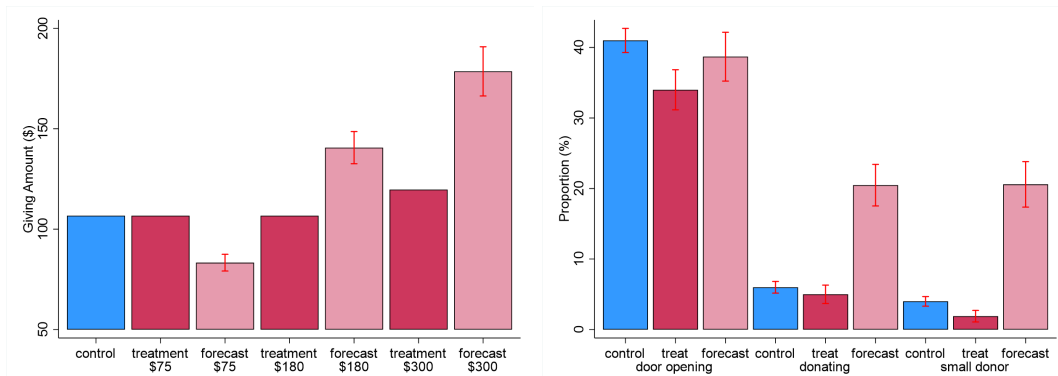 Giving Amount ($)
200
150
100
50
control
treatment
$75
forecast
$75
treatment
$180
forecast
$180
treatment
$300
forecast
$300
Proportion (%)
40
30
20
10
0
control treat forecast control treat forecast control treat forecast
door opening donating small donor